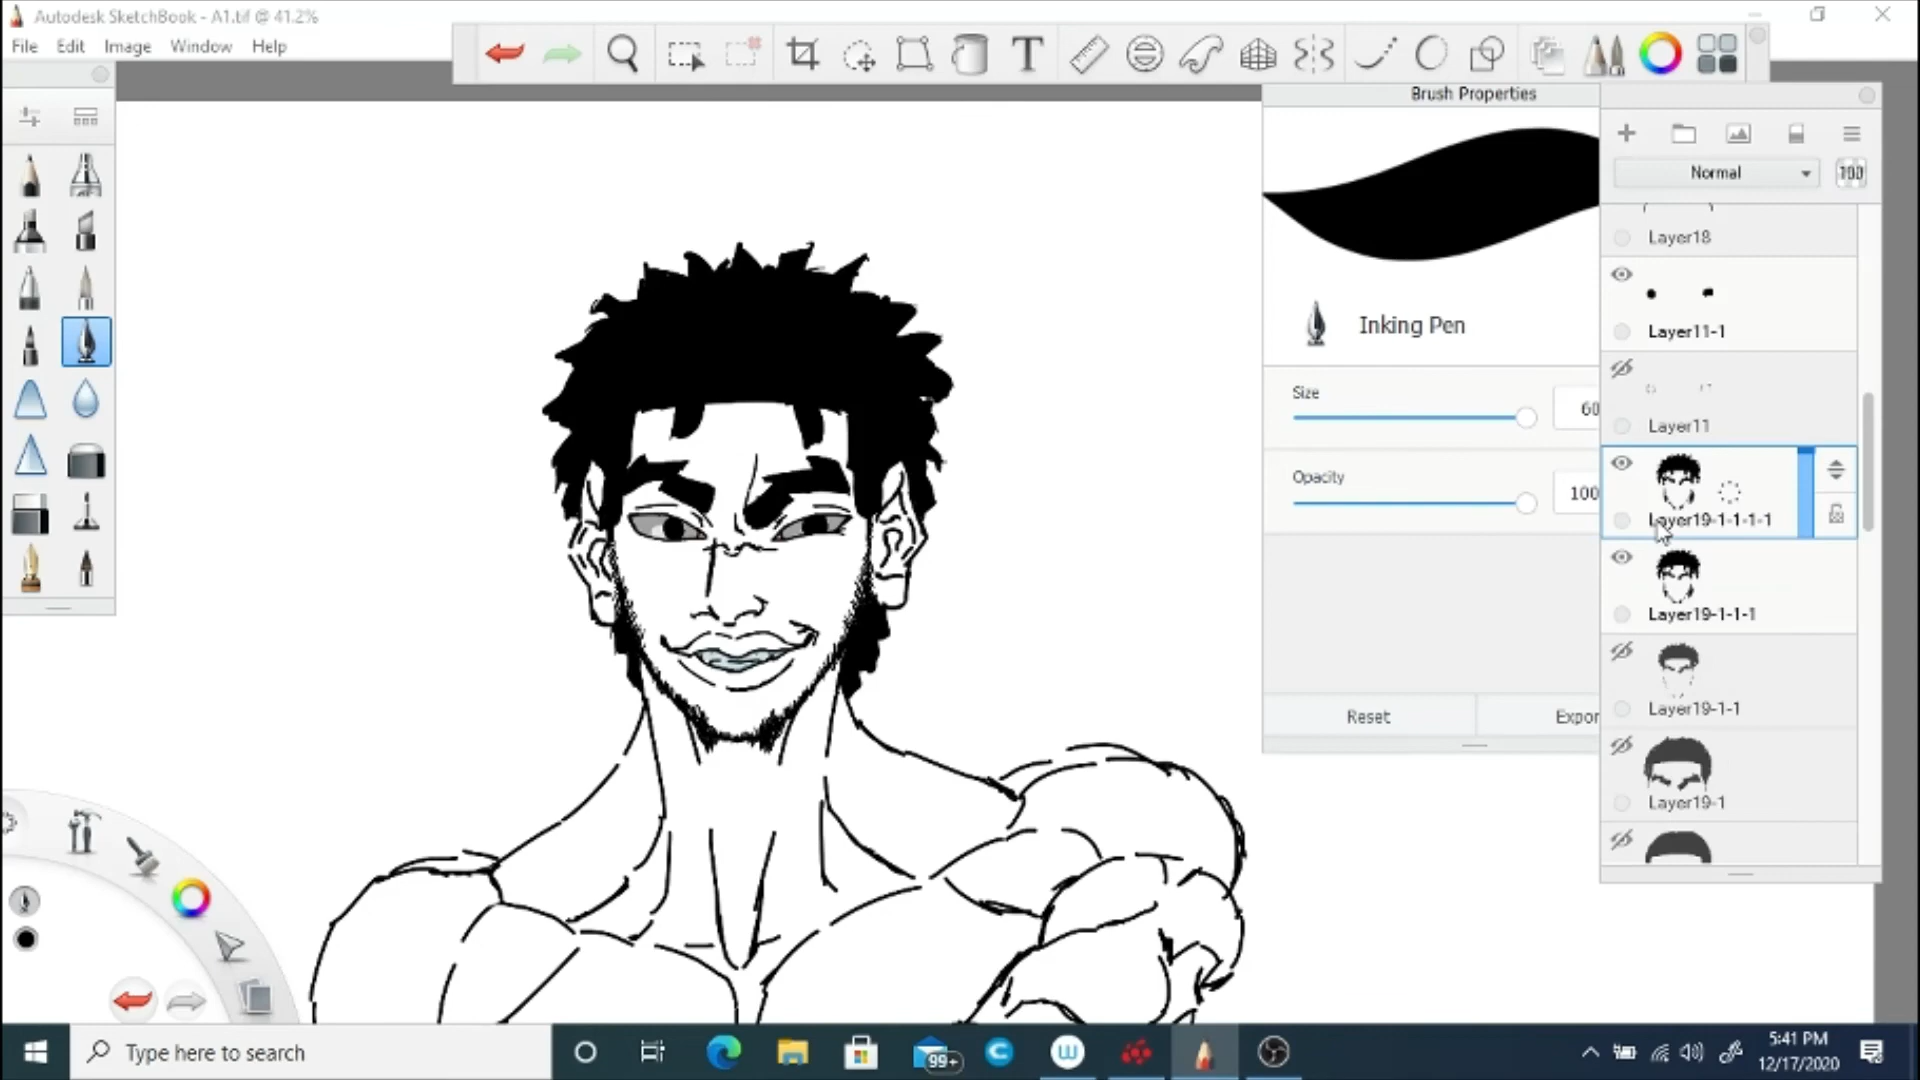 Autodesk SketchBook - A1.tif @ 41.2%
File Edit Image Window Help
T
Brush Properties
Normal
100
Layer18
Layer11-1
Inking Pen
Size
60
Layer11
Opacity
100
Layer19-1-1-1-1
Layer19-1-1-1
Layer19-1-1
Reset
Expor
Layer19-1
Type here to search
99+
5:41 PM
12/17/2020